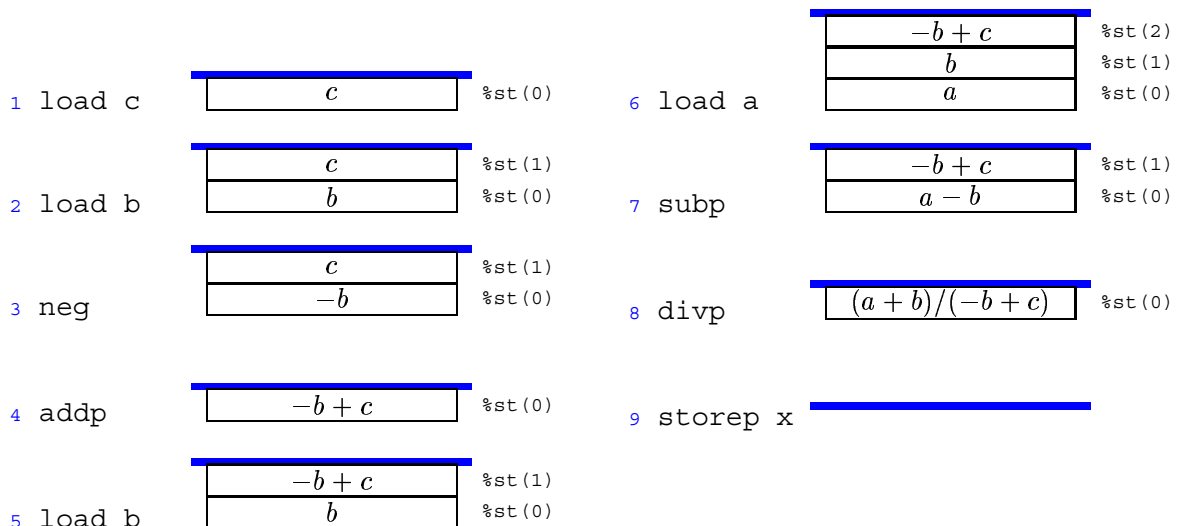 1 load c
c %st(0)
2 load b
c %st(1)
b %st(0)
3 neg
c %st(1)
−b %st(0)
4 addp
−b + c %st(0)
5 load b
−b + c %st(1)
b %st(0)
6 load a
−b + c %st(2)
b %st(1)
a %st(0)
7 subp
−b + c %st(1)
a − b %st(0)
8 divp
(a + b)/(−b + c) %st(0)
9 storep x